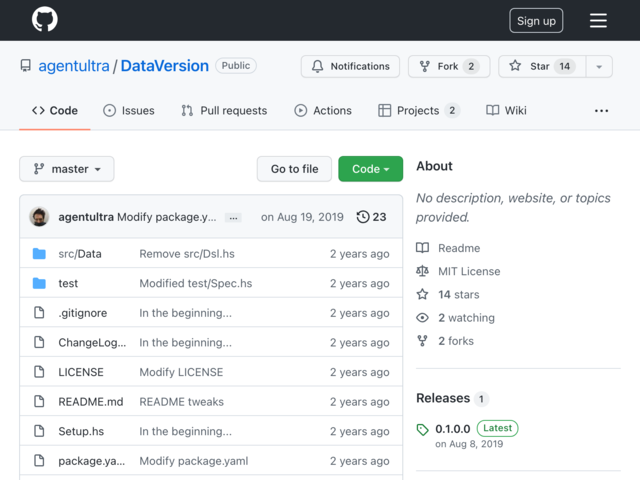 Sign up
agentultra / DataVersion Public
Notifications Fork 2 Star 14
Code Issues Pull requests Actions Projects 2 Wiki ...
master Go to file Code
agentultra Modify package.y... ... on Aug 19, 2019 23
src/Data Remove src/Dsl.hs 2 years ago
test Modified test/Spec.hs 2 years ago
.gitignore In the beginning... 2 years ago
ChangeLog... In the beginning... 2 years ago
LICENSE Modify LICENSE 2 years ago
README.md README tweaks 2 years ago
Setup.hs In the beginning... 2 years ago
package.ya... Modify package.yaml 2 years ago
About
No description, website, or topics
provided.
Readme
MIT License
14 stars
2 watching
2 forks
Releases 1
0.1.0.0 Latest
on Aug 8, 2019